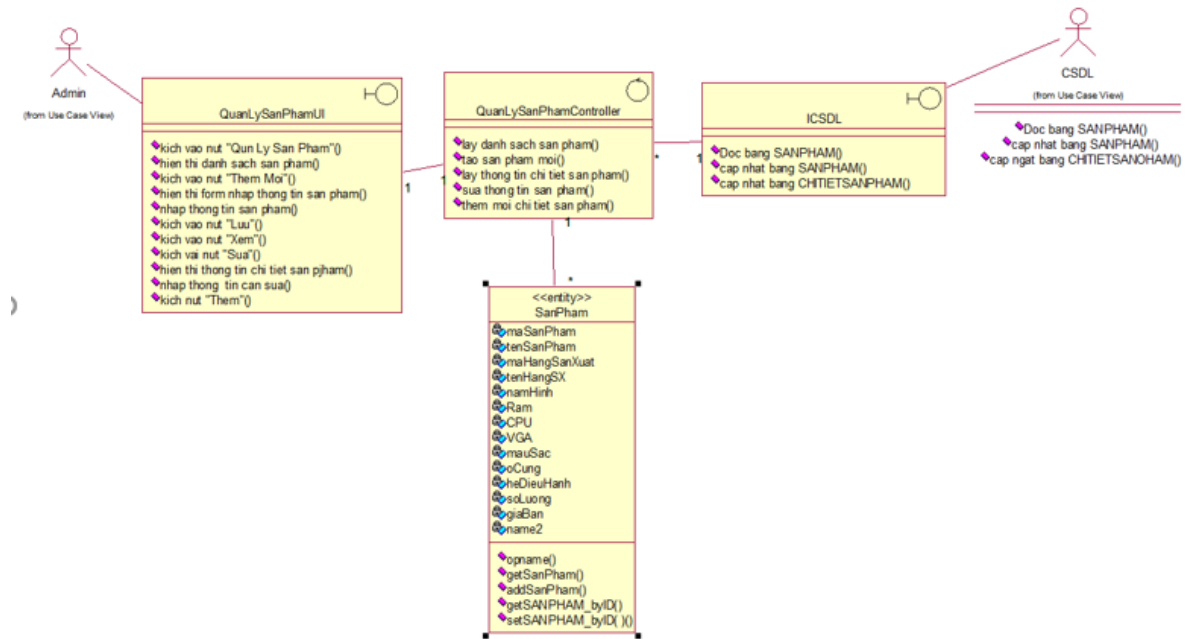 Admin
(from Use Case View)
QuanLySanPhamUI
kich vao nut "Qun Ly San Pham"()
hien thi danh sach san pham()
kich vao nut "Them Moi"()
hien thi form nhap thong tin san pham()
nhap thong tin san pham()
kich vao nut "Luu"()
kich vao nut "Xem"()
kich vai nut "Sua"()
hien thi thong tin chi tiet san pjham()
nhap thong tin can sua()
kich nut "Them"()
1
1
QuanLySanPhamController
lay danh sach san pham()
tao san pham moi()
lay thong tin chi tiet san pham()
sua thong tin san pham()
them moi chi tiet san pham()
*
1
ICSDL
Doc bang SANPHAM()
cap nhat bang SANPHAM()
cap nhat bang CHITIETSANPHAM()
CSDL
(from Use Case View)
Doc bang SANPHAM()
cap nhat bang SANPHAM()
cap ngat bang CHITIETSANOHAM()
1
*
<<entity>>
SanPham
maSanPham
tenSanPham
maHangSanXuat
tenHangSX
namHinh
Ram
CPU
VGA
mauSac
oCung
heDieuHanh
soLuong
giaBan
name2
opname()
getSanPham()
addSanPham()
getSANPHAM_byID()
setSANPHAM_byID( )()